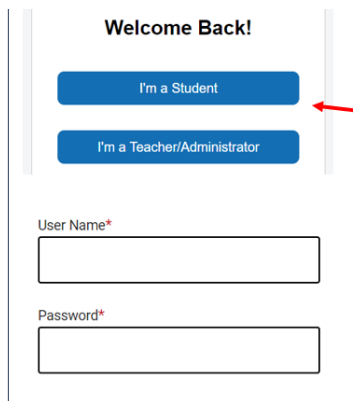 Welcome Back!
I'm a Student
I'm a Teacher/Administrator
User Name*
Password*